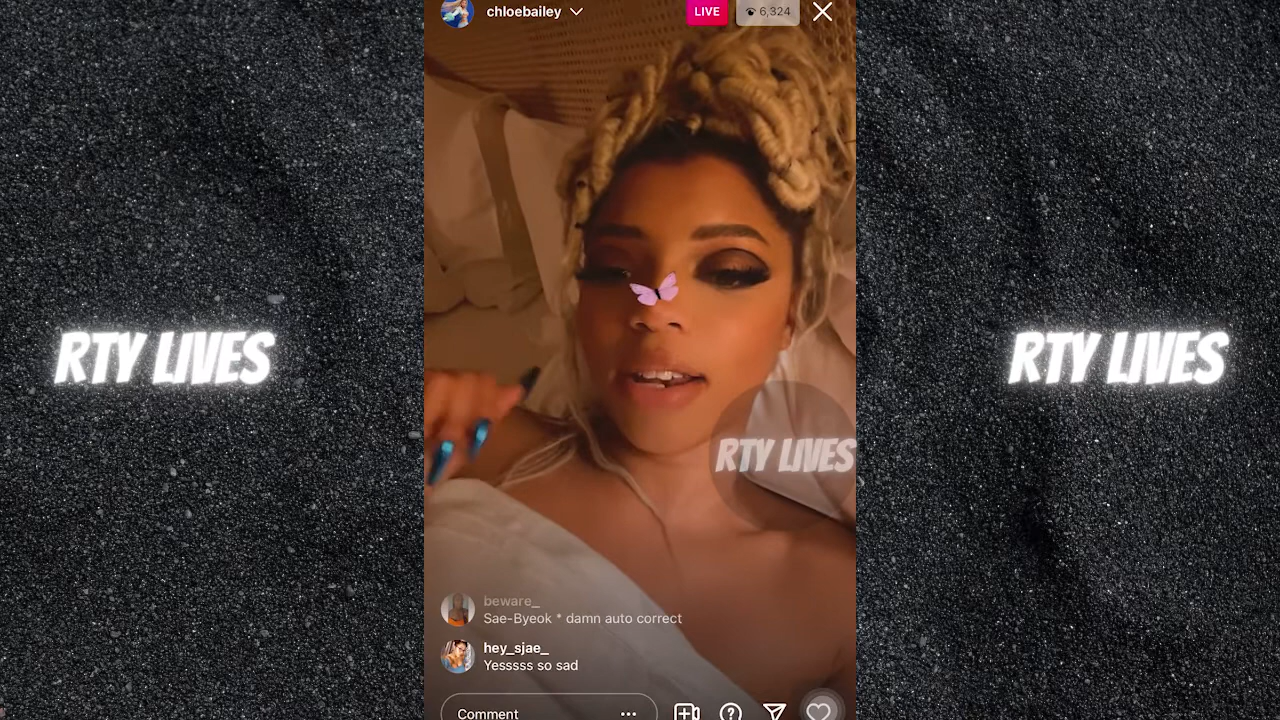 chloebailey
LIVE
6,324
RTY LIVES
RTY LIVES
RTY LIVES
beware_
Sae-Byeok * damn auto correct
hey_sjae_
Yesssss so sad
Comment